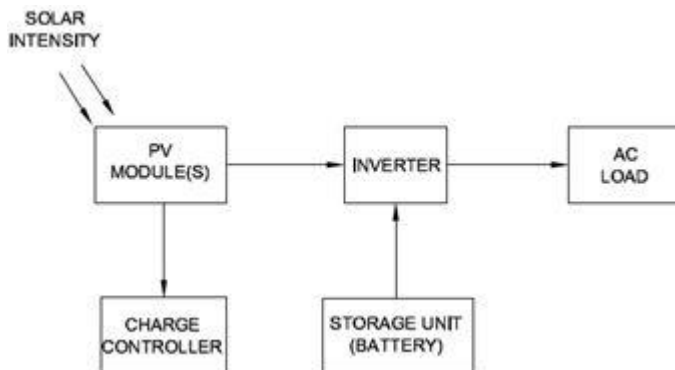 SOLAR
INTENSITY
PV
MODULE(S)
INVERTER
AC
LOAD
CHARGE
CONTROLLER
STORAGE UNIT
(BATTERY)